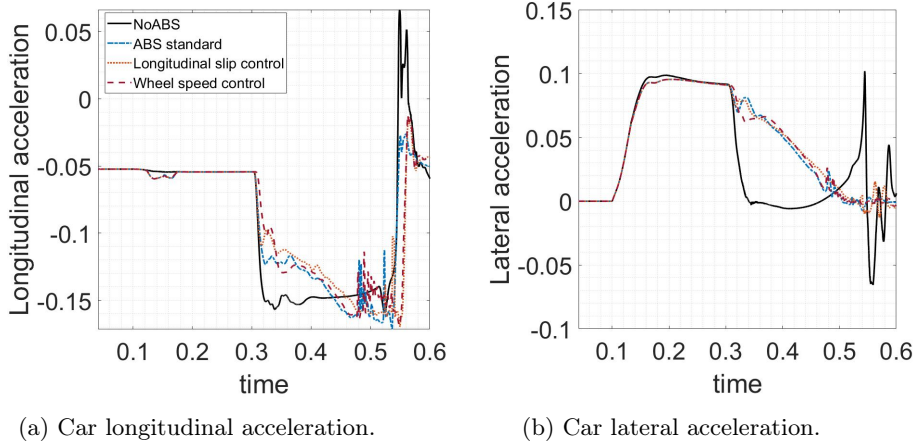 Longitudinal acceleration
0.05
0
-0.05
-0.1
-0.15
NoABS
ABS standard
Longitudinal slip control
Wheel speed control
0.1 0.2 0.3 0.4 0.5 0.6
time
(a) Car longitudinal acceleration.
Lateral acceleration
0.15
0.1
0.05
0
-0.05
-0.1
0.1 0.2 0.3 0.4 0.5 0.6
time
(b) Car lateral acceleration.